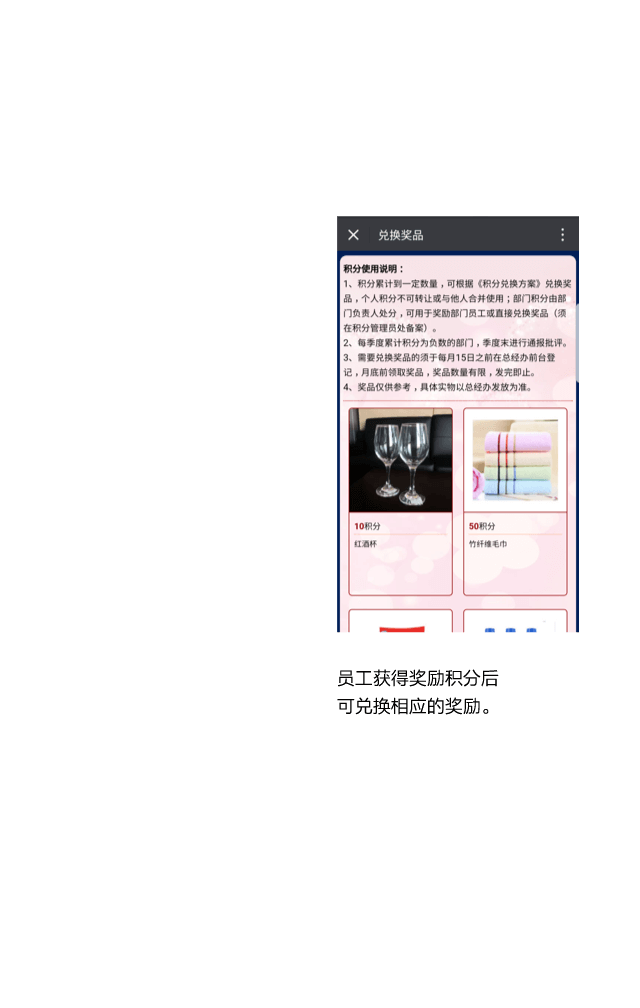 兑换奖品
积分使用说明：
1、积分累计到一定数量，可根据《积分兑换方案》兑换奖
品，个人积分不可转让或与他人合并使用；部门积分由部
门负责人处分，可用于奖励部门员工或直接兑换奖品（须
在积分管理员处备案）。
2、每季度累计积分为负数的部门，季度末进行通报批评。
3、需要兑换奖品的须于每月15日之前在总经办前台登
记，月底前领取奖品，奖品数量有限，发完即止。
4、奖品仅供参考，具体实物以总经办发放为准。
10积分
红酒杯
50积分
竹纤维毛巾
员工获得奖励积分后
可兑换相应的奖励。